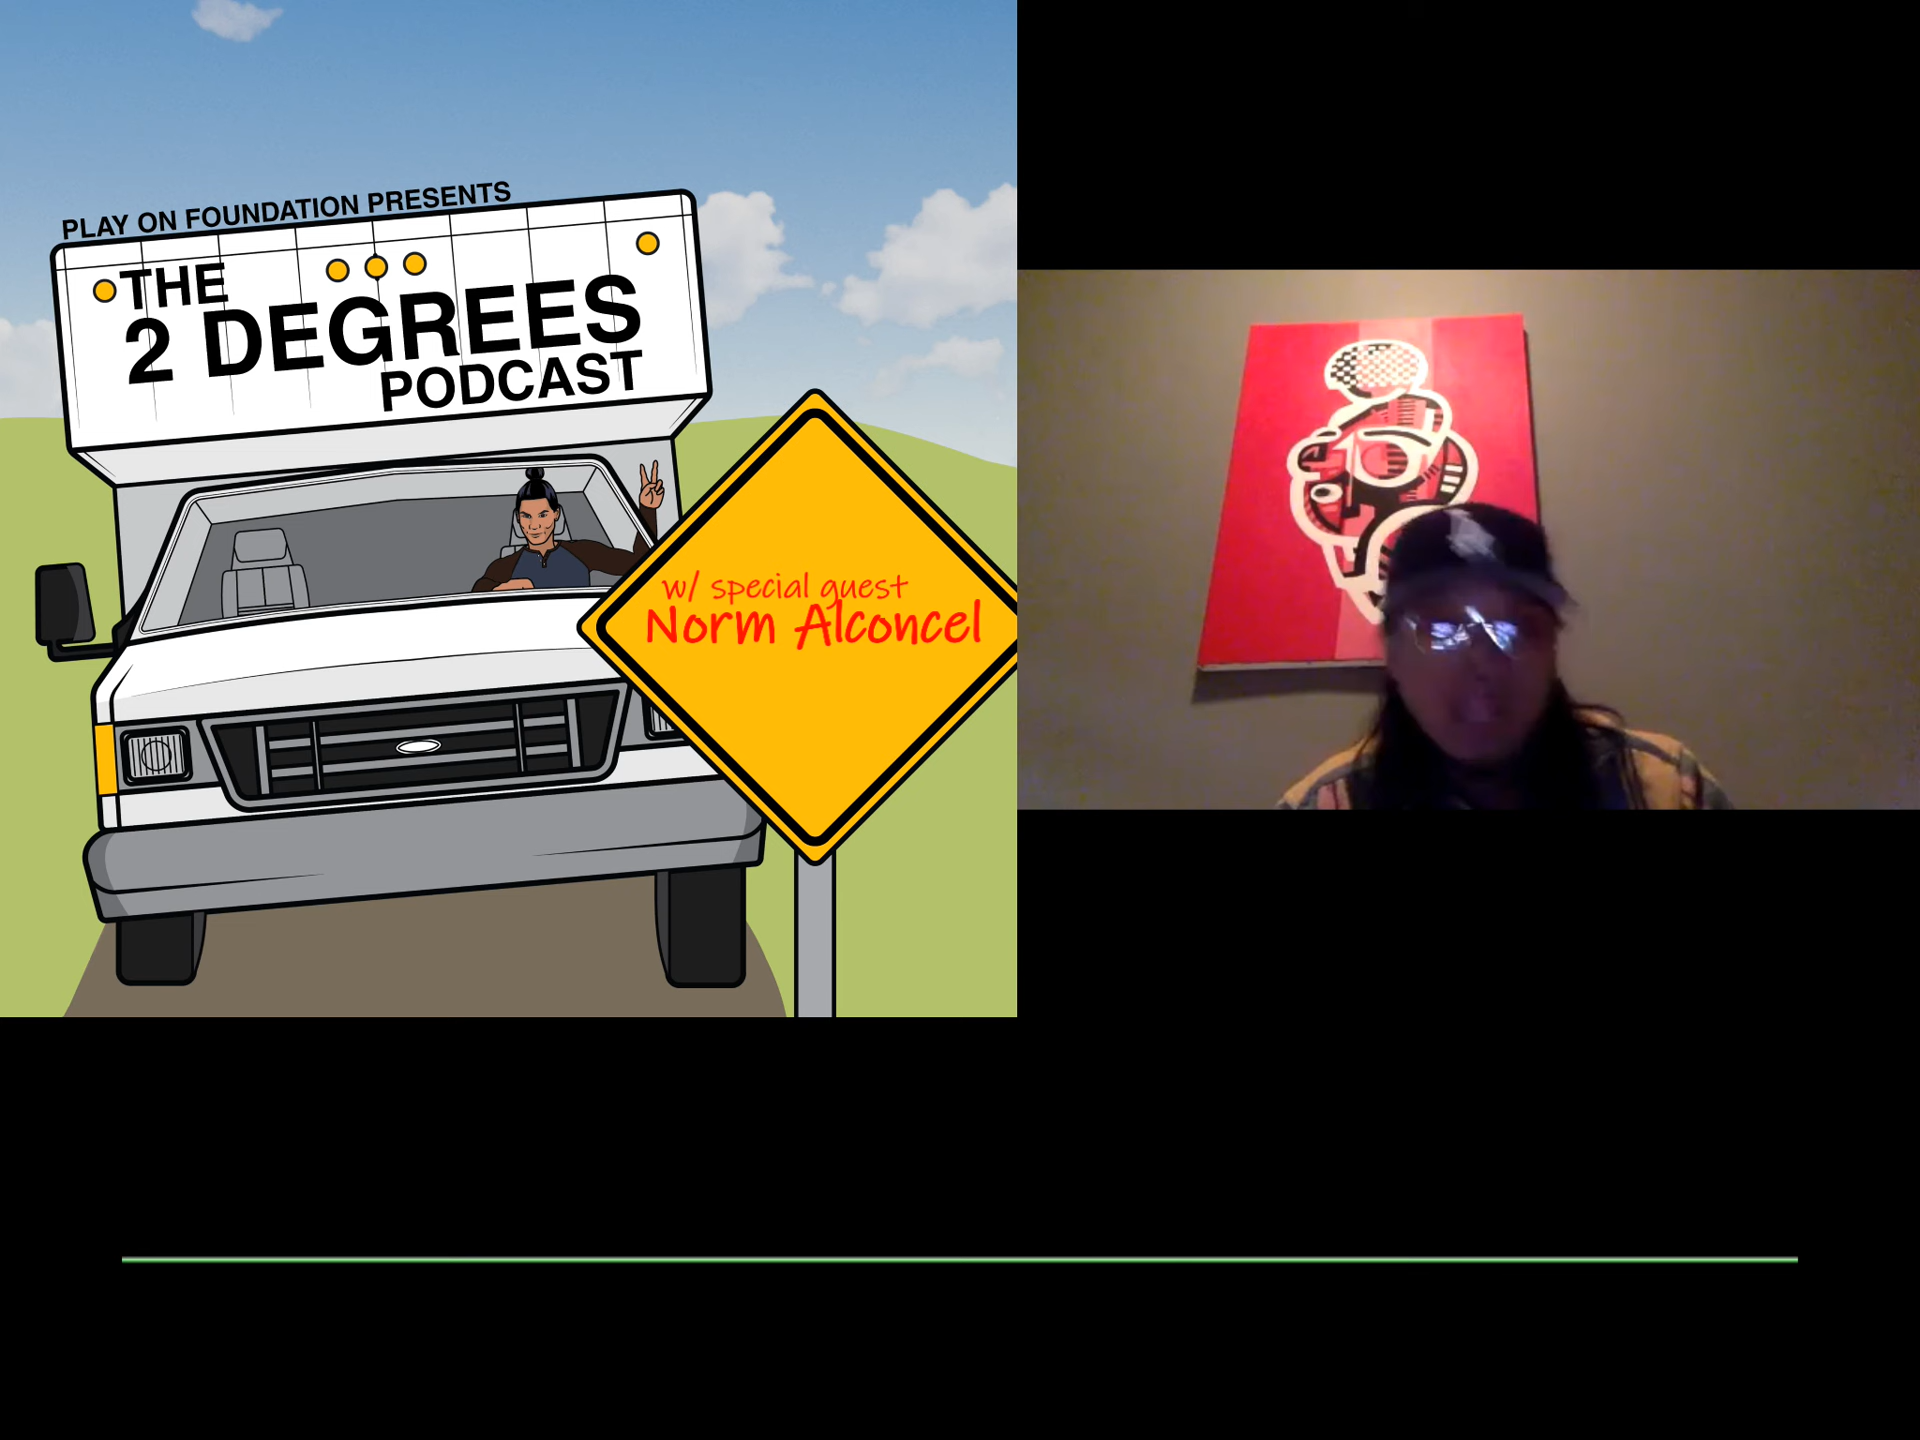 PLAY ON FOUNDATION PRESENTS
THE
2 DEGREES
PODCAST
w/ special guest
Norm Alconcel